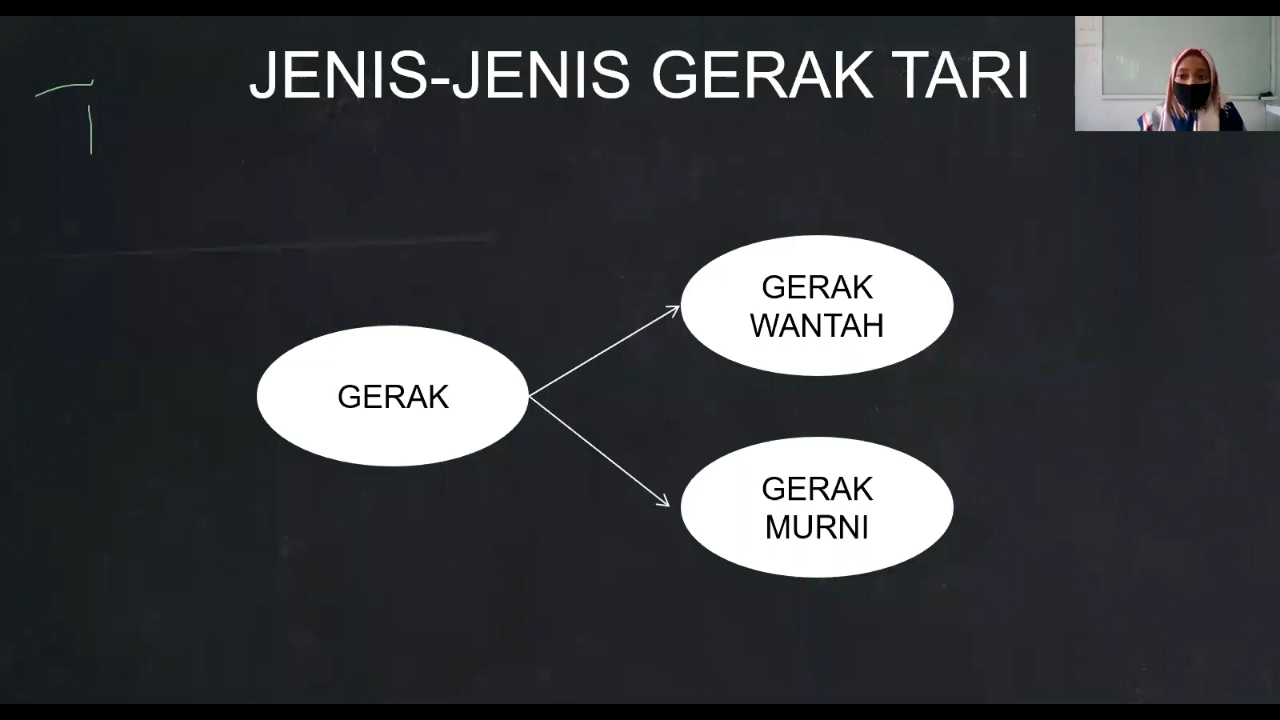 JENIS-JENIS GERAK TARI
GERAK
WANTAH
GERAK
GERAK
MURNI